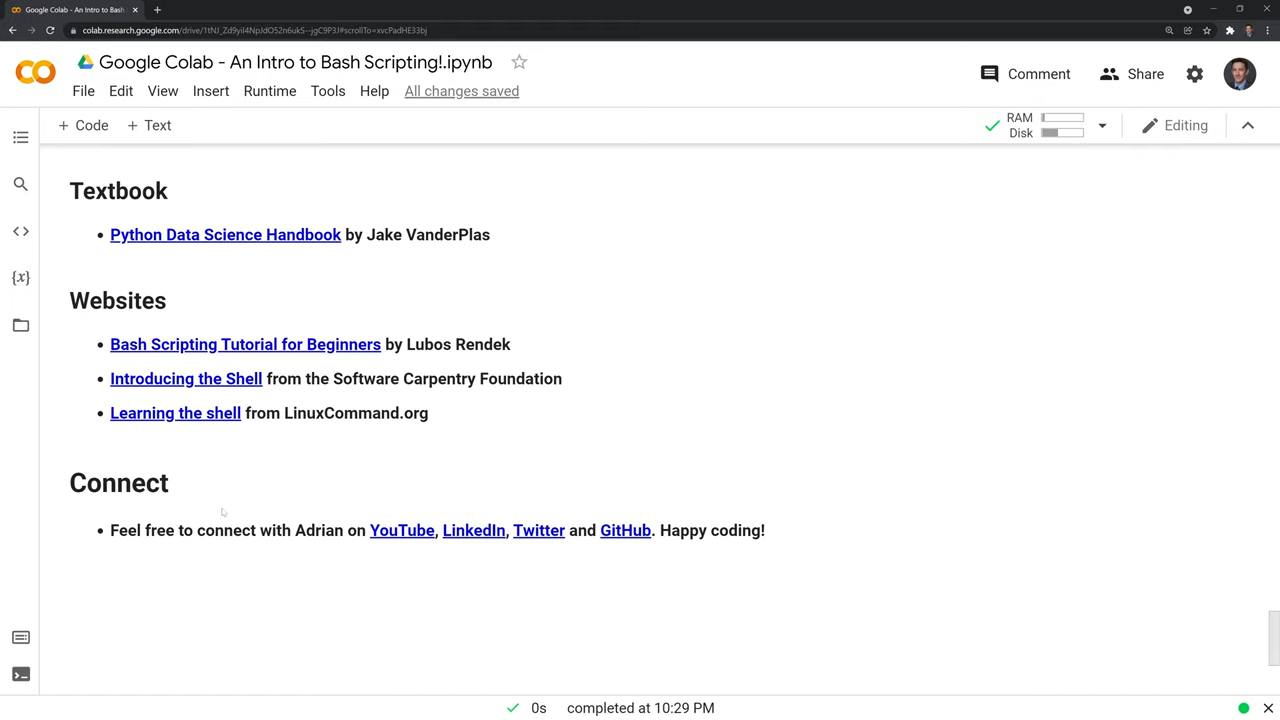 Google Colab - An Intro to Bash
colab.research.google.com/drive/1tNJ_Zd9yiI4NpJdO52n6ukS--jgC9P3J#scrollTo=xvcPadHE33bj
Google Colab - An Intro to Bash Scripting!.ipynb
Comment
Share
File Edit View Insert Runtime Tools Help All changes saved
+ Code + Text
RAM
Disk
Editing
Textbook
• Python Data Science Handbook by Jake VanderPlas
Websites
• Bash Scripting Tutorial for Beginners by Lubos Rendek
• Introducing the Shell from the Software Carpentry Foundation
• Learning the shell from LinuxCommand.org
Connect
• Feel free to connect with Adrian on YouTube, LinkedIn, Twitter and GitHub. Happy coding!
0s completed at 10:29 PM